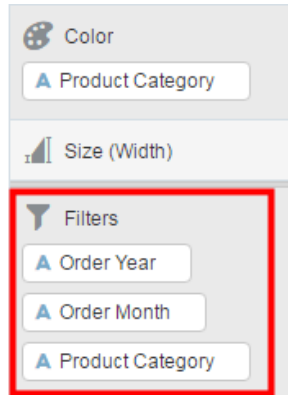 Color
A Product Category
Size (Width)
Filters
A Order Year
A Order Month
A Product Category